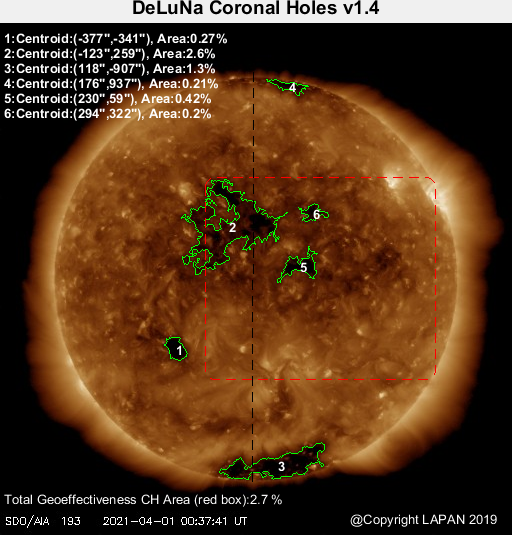 DeLuNa Coronal Holes v1.4
1:Centroid:(-377",-341"), Area:0.27%
2:Centroid:(-123",259"), Area:2.6%
3:Centroid:(118",-907"), Area:1.3%
4:Centroid:(176",937"), Area:0.21%
5:Centroid:(230",59"), Area:0.42%
6:Centroid:(294",322"), Area:0.2%
4
6
2
5
1
3
Total Geoeffectiveness CH Area (red box):2.7 %
SDO/AIA 193 2021-04-01 00:37:41 UT
@Copyright LAPAN 2019